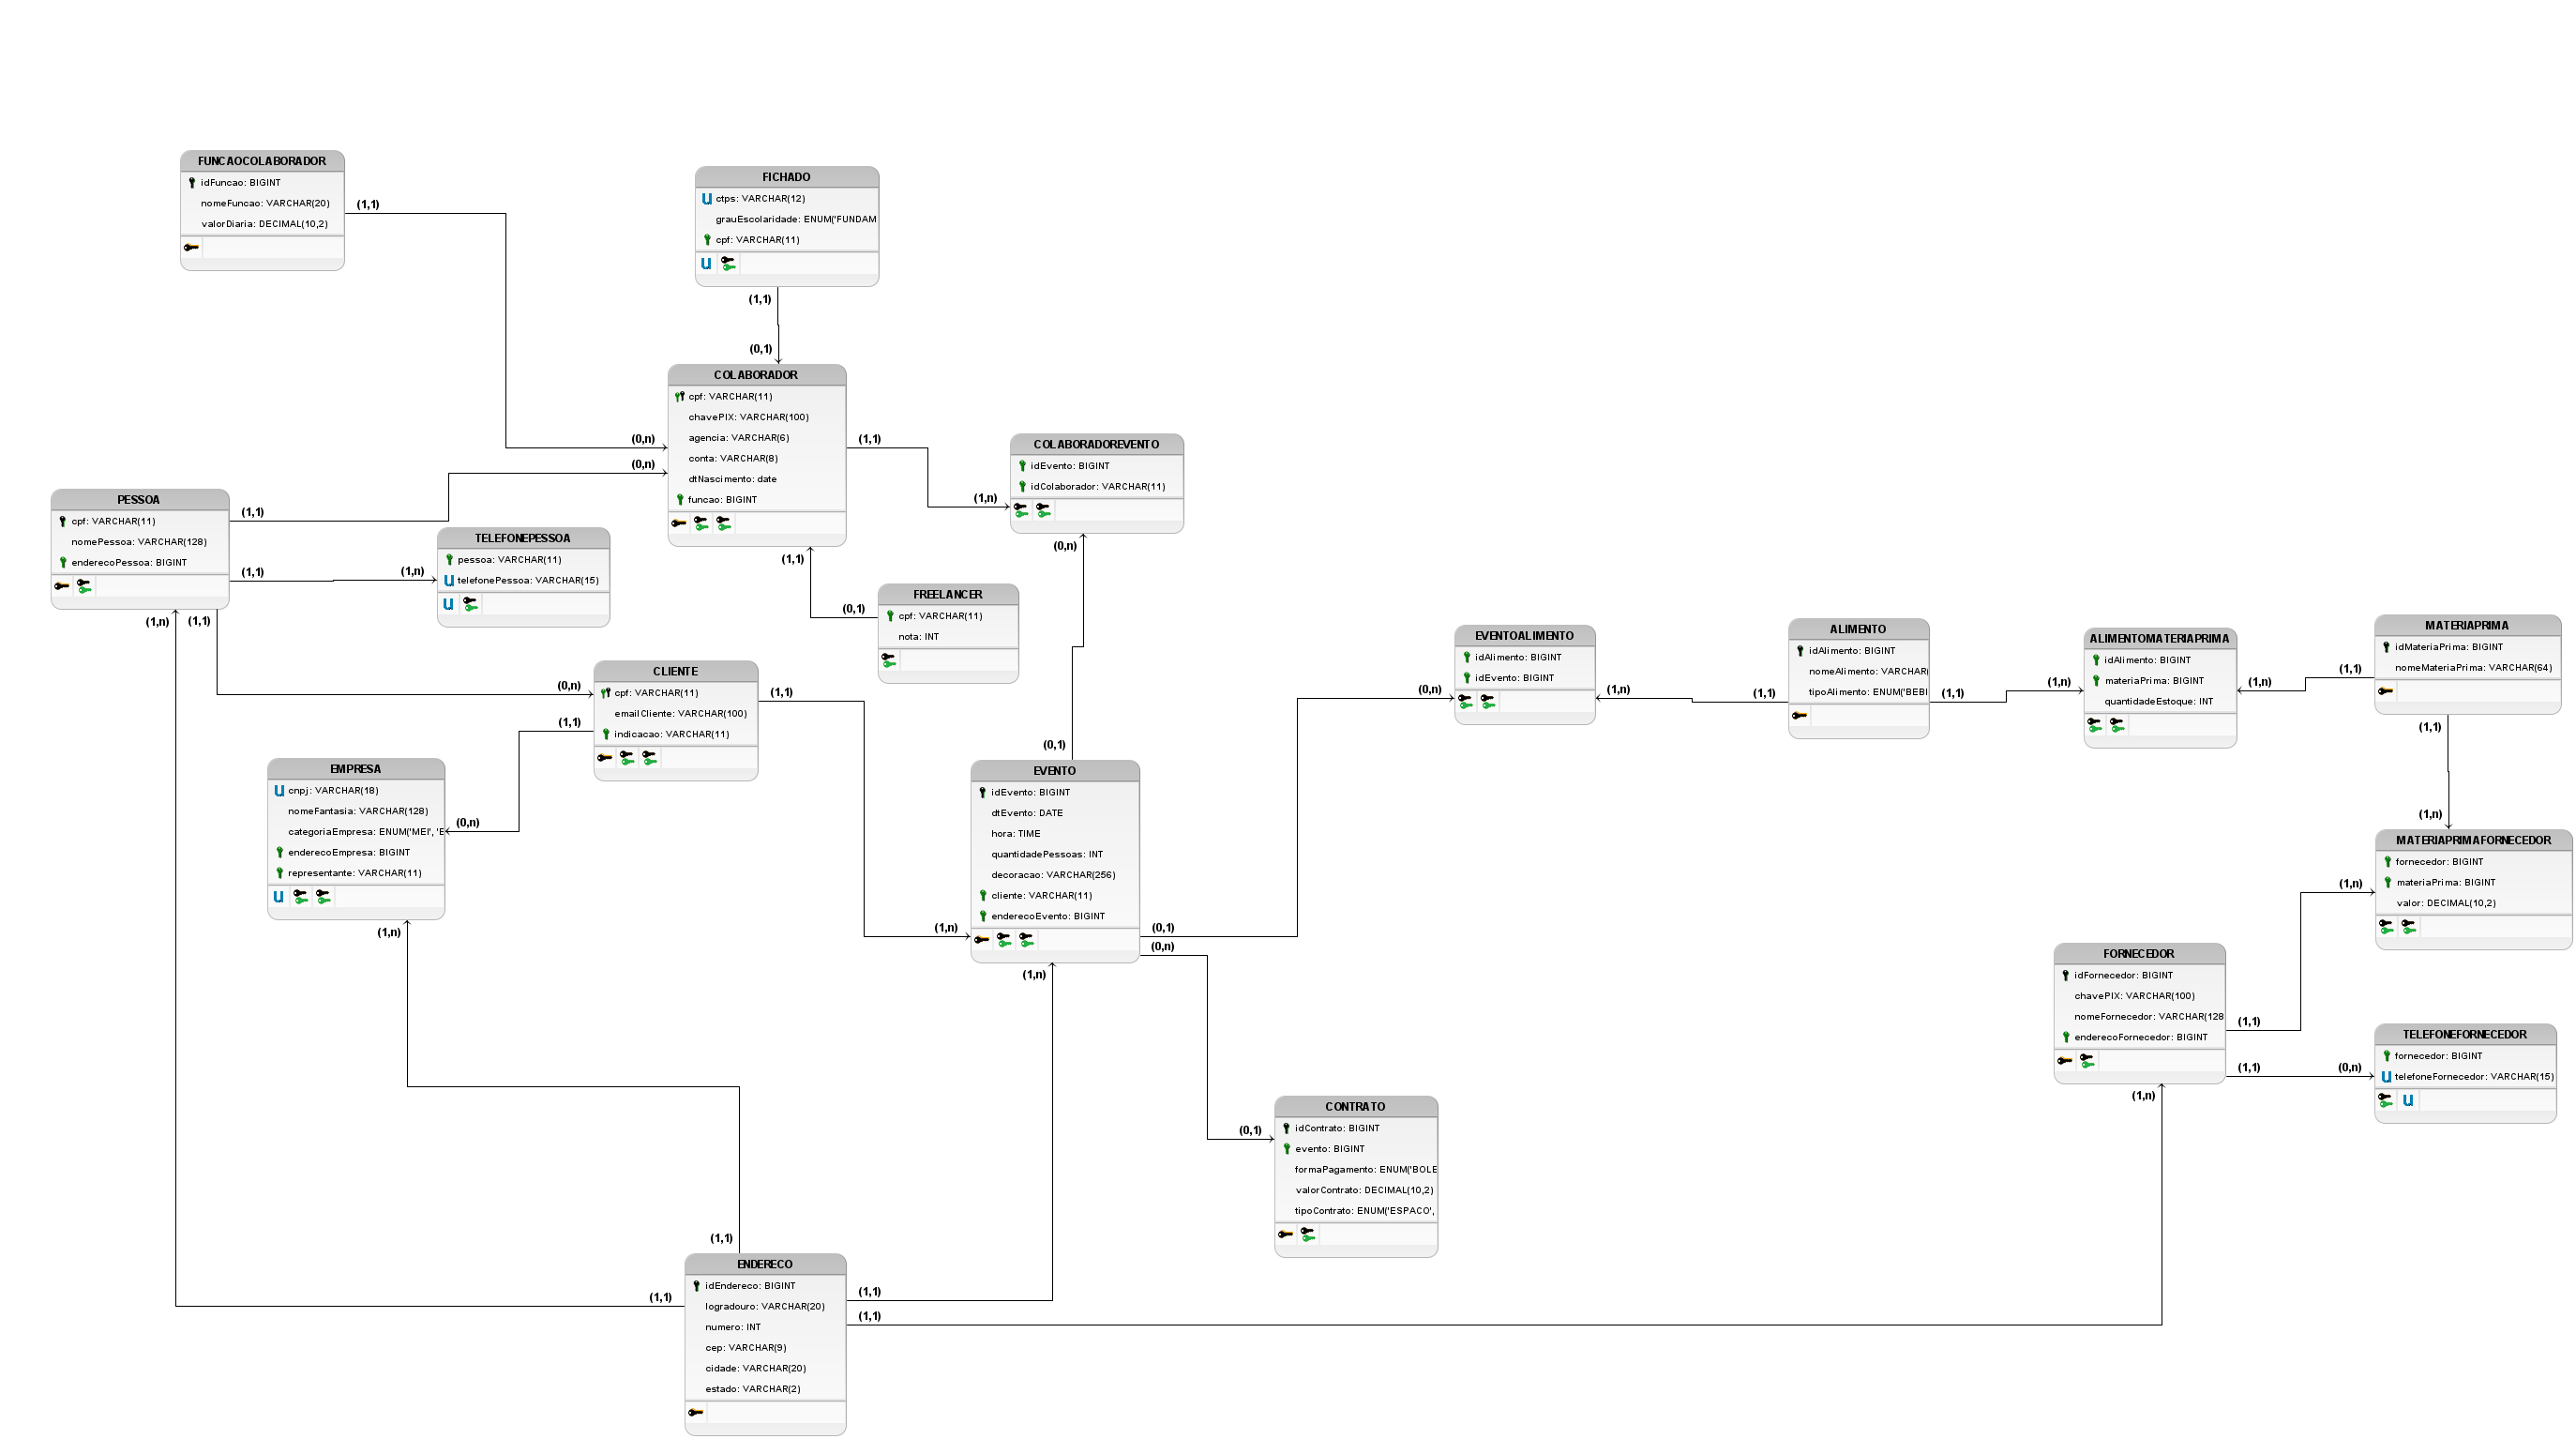 FUNCAOCOLABORADOR
idFuncao: BIGINT
nomeFuncao: VARCHAR(20)
valorDiaria: DECIMAL(10,2)
(1,1)
FICHADO
ctps: VARCHAR(12)
grauEscolaridade: ENUM('FUNDAM
cpf: VARCHAR(11)
(1,1)
(0,1)
COLABORADOR
cpf: VARCHAR(11)
chavePIX: VARCHAR(100)
agencia: VARCHAR(6)
conta: VARCHAR(8)
dtNascimento: date
funcao: BIGINT
(0,n)
(0,n)
(1,1)
(1,1)
COLABORADOREVENTO
idEvento: BIGINT
idColaborador: VARCHAR(11)
(1,n)
(0,n)
PESSOA
cpf: VARCHAR(11)
nomePessoa: VARCHAR(128)
enderecoPessoa: BIGINT
(1,1)
(1,1)
(1,n)
(1,1)
TELEFONEPESSOA
pessoa: VARCHAR(11)
telefonePessoa: VARCHAR(15)
(1,n)
FREELANCER
cpf: VARCHAR(11)
nota: INT
(0,1)
CLIENTE
cpf: VARCHAR(11)
emailCliente: VARCHAR(100)
indicacao: VARCHAR(11)
(0,n)
(1,1)
(1,1)
EMPRESA
cnpj: VARCHAR(18)
nomeFantasia: VARCHAR(128)
categoriaEmpresa: ENUM('MEI', 'E
enderecoEmpresa: BIGINT
representante: VARCHAR(11)
(0,n)
(1,n)
EVENTO
idEvento: BIGINT
dtEvento: DATE
hora: TIME
quantidadePessoas: INT
decoracao: VARCHAR(256)
cliente: VARCHAR(11)
enderecoEvento: BIGINT
(0,1)
(1,n)
(0,1)
(0,n)
(1,n)
EVENTOALIMENTO
idAlimento: BIGINT
idEvento: BIGINT
(0,n)
(1,n)
ALIMENTO
idAlimento: BIGINT
nomeAlimento: VARCHAR(
tipoAlimento: ENUM('BEBI
(1,1)
(1,1)
ALIMENTOMATERIAPRIMA
idAlimento: BIGINT
materiaPrima: BIGINT
quantidadeEstoque: INT
(1,n)
(1,n)
MATERIAPRIMA
idMateriaPrima: BIGINT
nomeMateriaPrima: VARCHAR(64)
(1,1)
(1,1)
(1,n)
MATERIAPRIMAFORNECEDOR
fornecedor: BIGINT
materiaPrima: BIGINT
valor: DECIMAL(10,2)
(1,n)
FORNECEDOR
idFornecedor: BIGINT
chavePIX: VARCHAR(100)
nomeFornecedor: VARCHAR(128
enderecoFornecedor: BIGINT
(1,1)
(1,1)
(1,n)
TELEFONEFORNECEDOR
fornecedor: BIGINT
telefoneFornecedor: VARCHAR(15)
(0,n)
CONTRATO
idContrato: BIGINT
evento: BIGINT
formaPagamento: ENUM('BOLE
valorContrato: DECIMAL(10,2)
tipoContrato: ENUM('ESPACO',
(0,1)
ENDERECO
idEndereco: BIGINT
logradouro: VARCHAR(20)
numero: INT
cep: VARCHAR(9)
cidade: VARCHAR(20)
estado: VARCHAR(2)
(1,1)
(1,1)
(1,1)
(1,1)